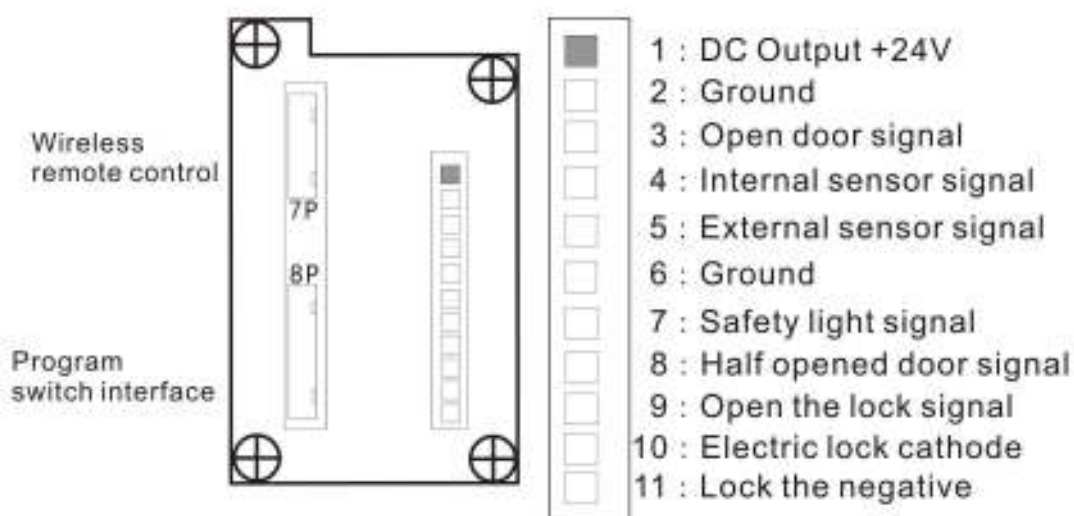 Wireless
remote control
7P
8P
Program
switch interface
1 : DC Output +24V
2 : Ground
3 : Open door signal
4 : Internal sensor signal
5 : External sensor signal
6 : Ground
7 : Safety light signal
8 : Half opened door signal
9 : Open the lock signal
10 : Electric lock cathode
11 : Lock the negative